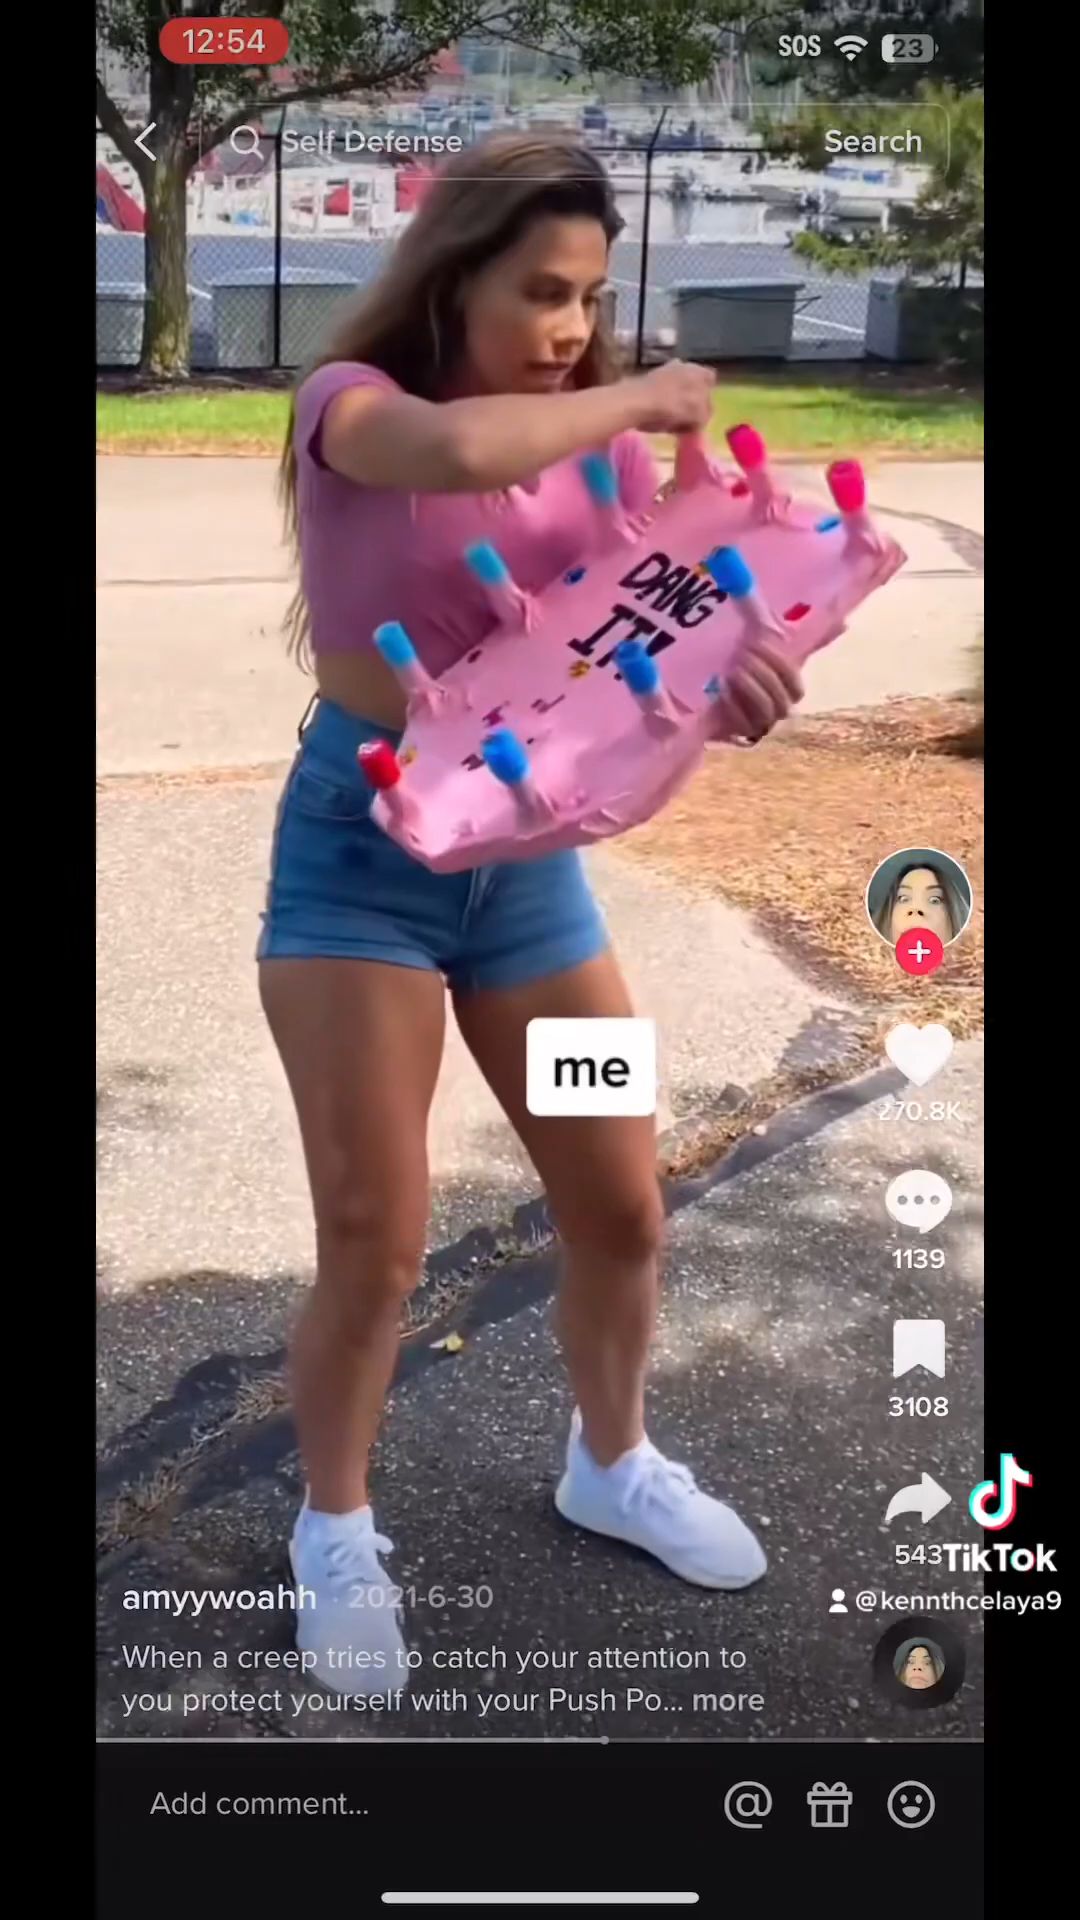 12:54
SOS
23
Self Defense
Search
DANG
IT!
me
270.8K
1139
3108
543
TikTok
@kennthcelaya9
amyywoahh · 2021-6-30
When a creep tries to catch your attention to
you protect yourself with your Push Po... more
Add comment...